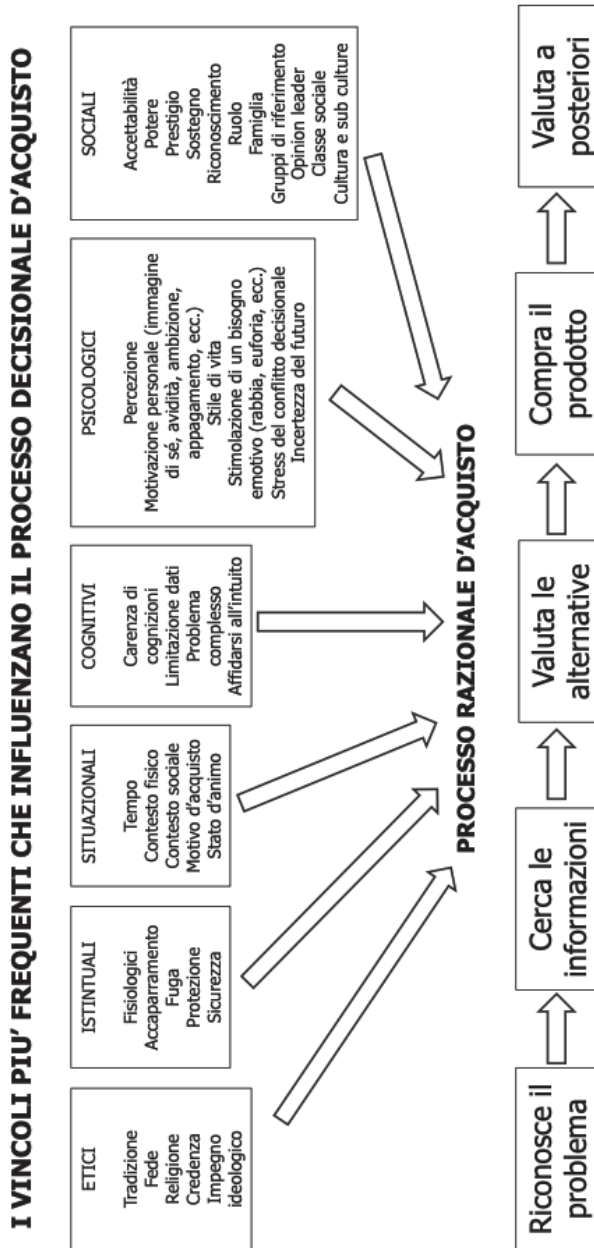 I VINCOLI PIU’ FREQUENTI CHE INFLUENZANO IL PROCESSO DECISIONALE D’ACQUISTO
ETICI
Tradizione
Fede
Religione
Credenza
Impegno
ideologico
ISTINTUALI
Fisiologici
Accaparramento
Fuga
Protezione
Sicurezza
SITUAZIONALI
Tempo
Contesto fisico
Contesto sociale
Motivo d’acquisto
Stato d’animo
COGNITIVI
Carenza di
cognizioni
Limitazione dati
Problema
complesso
Affidarsi all’intuito
PSICOLOGICI
Percezione
Motivazione personale (immagine
di sé, avidità, ambizione,
appagamento, ecc.)
Stile di vita
Stimolazione di un bisogno
emotivo (rabbia, euforia, ecc.)
Stress del conflitto decisionale
Incertezza del futuro
SOCIALI
Accettabilità
Potere
Prestigio
Sostegno
Riconoscimento
Ruolo
Famiglia
Gruppi di riferimento
Opinion leader
Classe sociale
Cultura e sub culture
PROCESSO RAZIONALE D’ACQUISTO
Riconosce il
problema
Cerca le
informazioni
Valuta le
alternative
Compra il
prodotto
Valuta a
posteriori